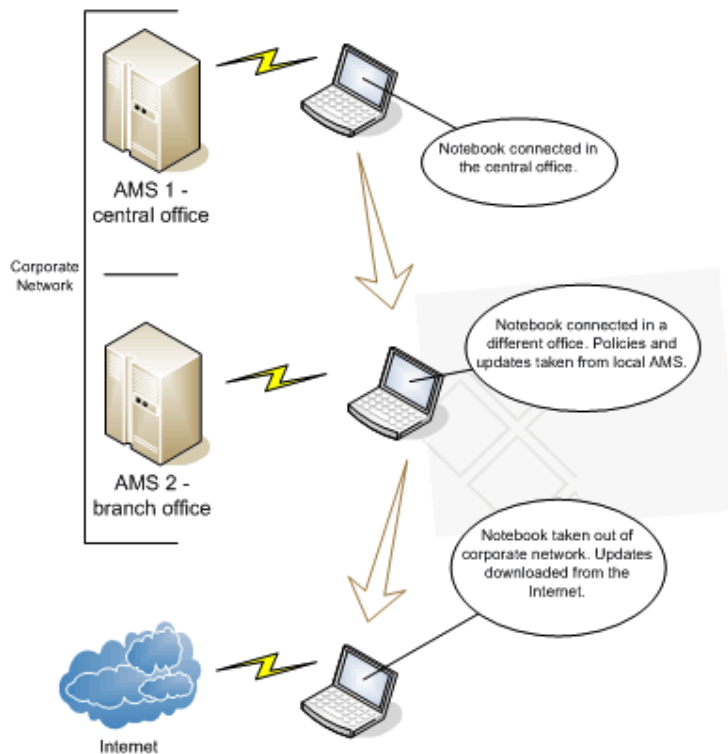 AMS 1 -
central office
Notebook connected in
the central office.
Corporate
Network
Notebook connected in a
different office. Policies and
updates taken from local AMS.
AMS 2 -
branch office
Notebook taken out of
corporate network. Updates
downloaded from the
Internet.
Internet